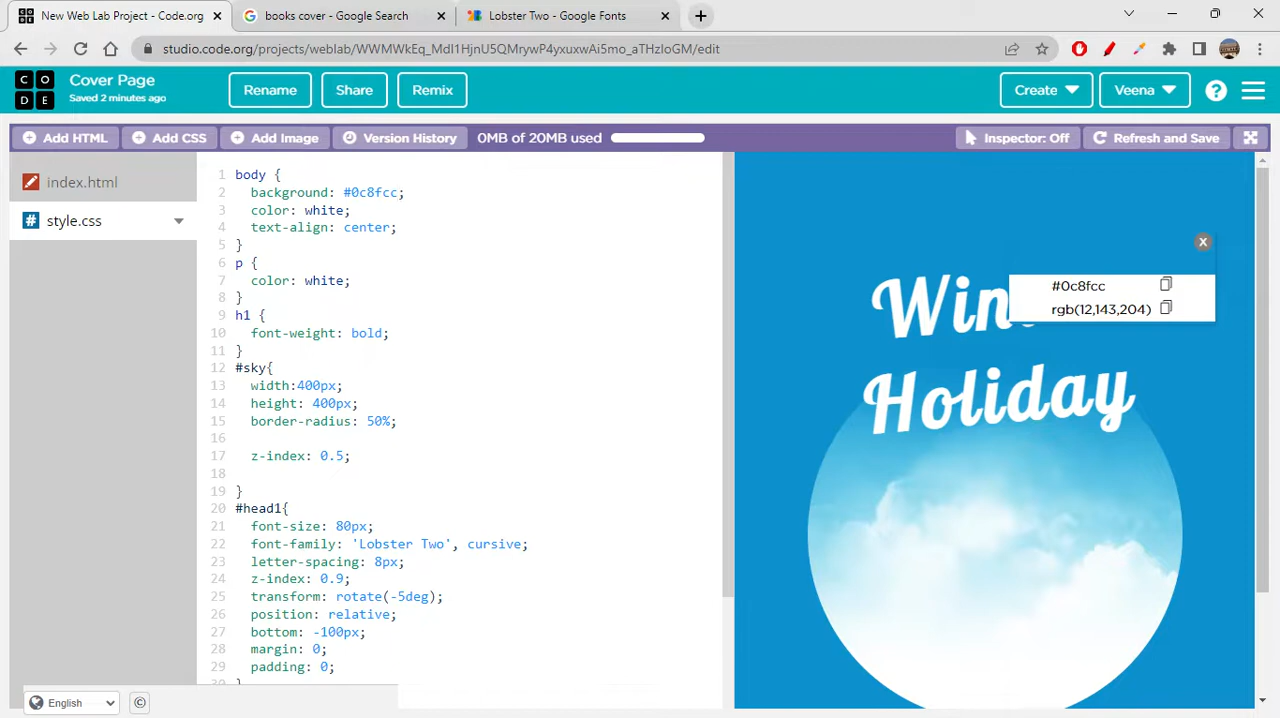 New Web Lab Project - Code.org
books cover - Google Search
Lobster Two - Google Fonts
studio.code.org/projects/weblab/WWMWkEq_MdI1HjnU5QMrywP4yxuxwAi5mo_aTHzIoGM/edit
CODE
Cover Page
Saved 2 minutes ago
Rename
Share
Remix
Create
Veena
?
Add HTML
Add CSS
Add Image
Version History
0MB of 20MB used
Inspector: Off
Refresh and Save
index.html
# style.css
1 body {
2 background: #0c8fcc;
3 color: white;
4 text-align: center;
5 }
6 p {
7 color: white;
8 }
9 h1 {
10 font-weight: bold;
11 }
12 #sky{
13 width:400px;
14 height: 400px;
15 border-radius: 50%;
16
17 z-index: 0.5;
18
19 }
20 #head1{
21 font-size: 80px;
22 font-family: 'Lobster Two', cursive;
23 letter-spacing: 8px;
24 z-index: 0.9;
25 transform: rotate(-5deg);
26 position: relative;
27 bottom: -100px;
28 margin: 0;
29 padding: 0;
30 }
X
#0c8fcc
rgb(12,143,204)
Win
Holiday
English
©